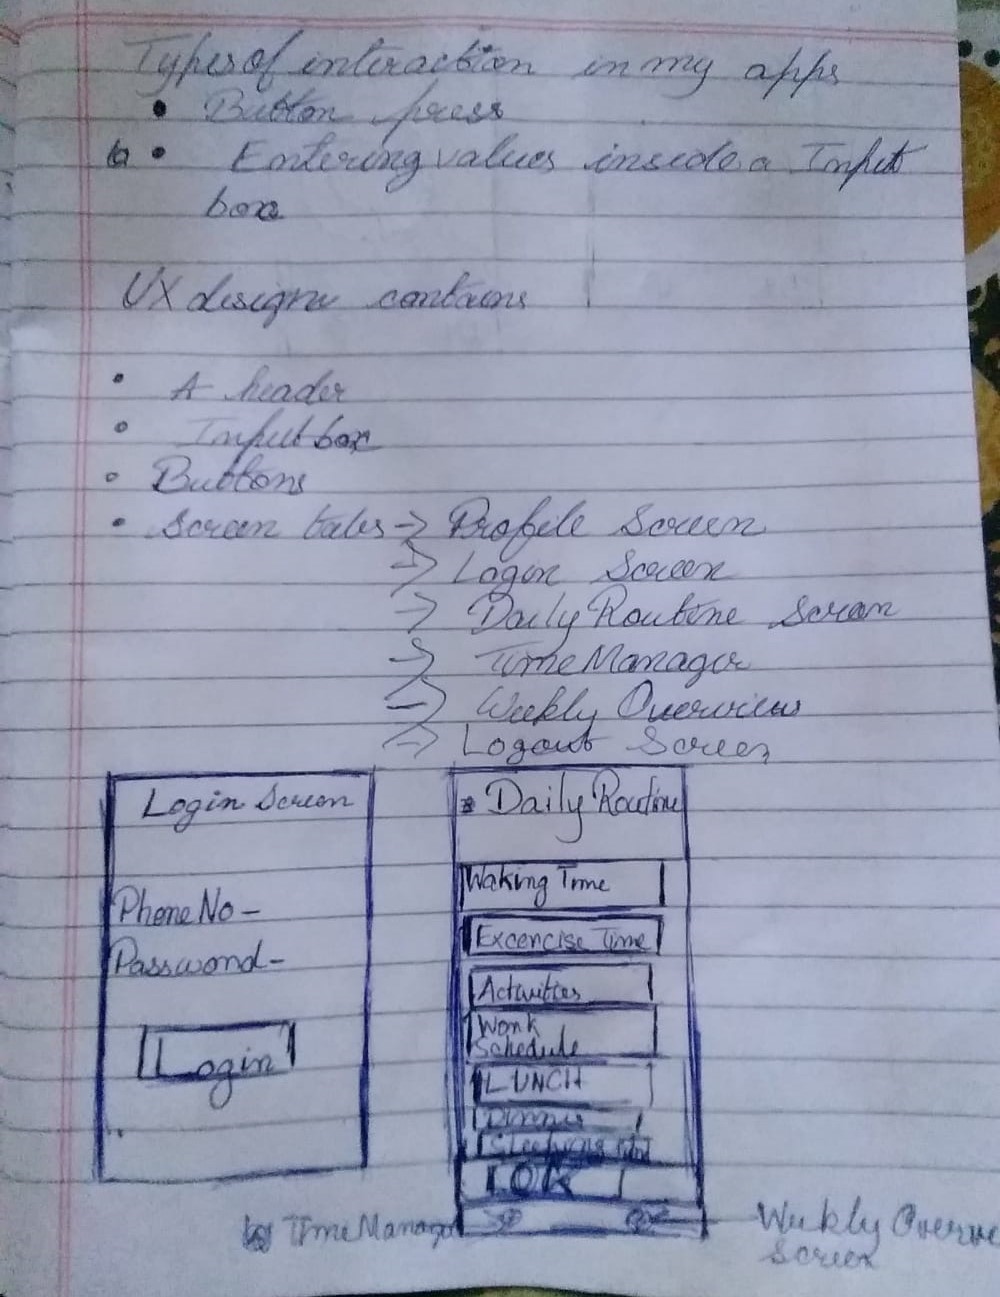 Types of interaction in my apps
• Button press
• Entering values inside a Input
box
UX design contains
• A header
• Input box
• Buttons
• Screen tabs → Profile Screen
→ Login Screen
→ Daily Routine Screen
→ Time Manager
→ Weekly Overview
→ Logout Screen
Login Screen
Phone No -
Password -
Login
Daily Routine
Waking Time
Excercise Time
Activities
Work
Schedule
LUNCH
Dinner
Sleeping
OK
Time Manager
Weekly Overvie
Screen